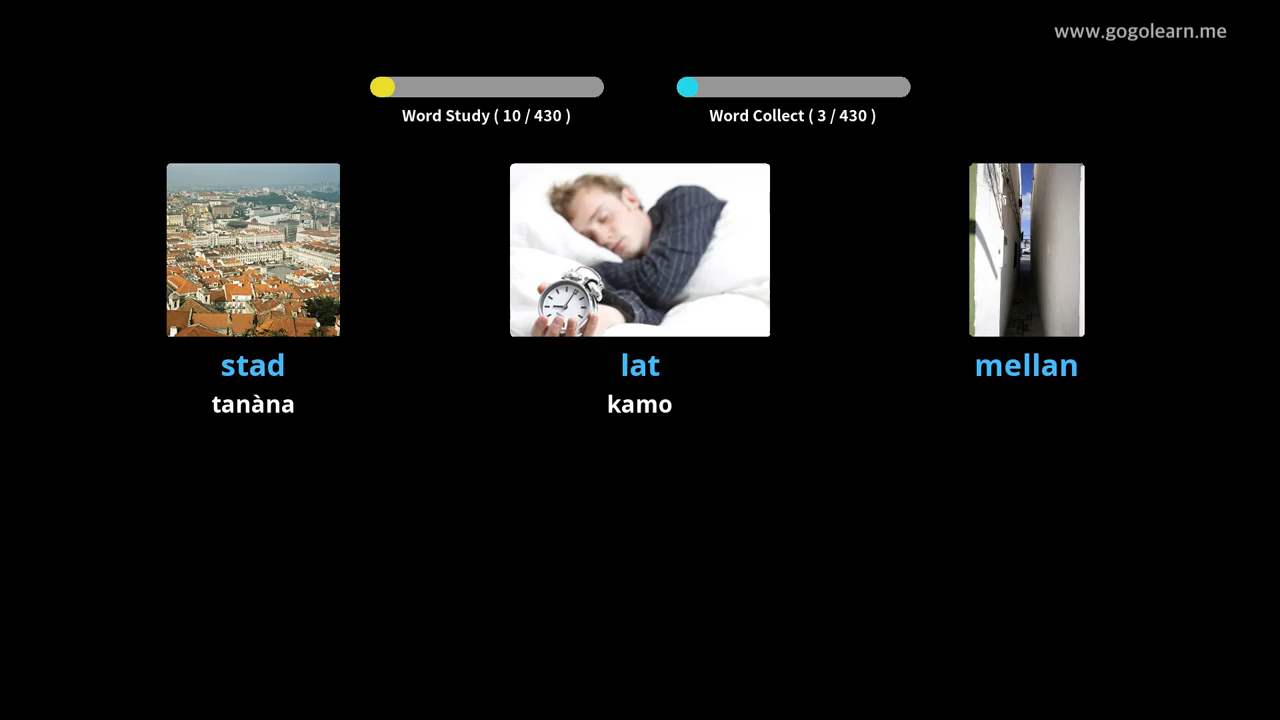 www.gogolearn.me
Word Study ( 10 / 430 )
Word Collect ( 3 / 430 )
stad
lat
mellan
tanàna
kamo